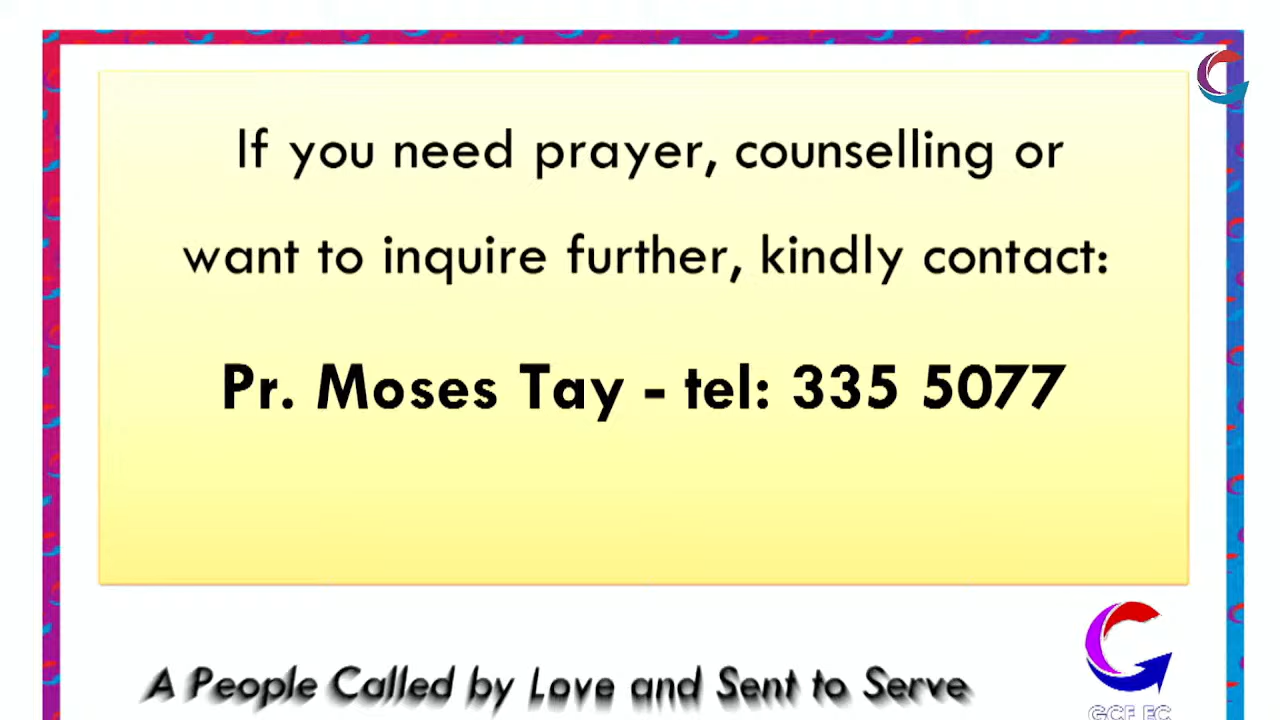 If you need prayer, counselling or
want to inquire further, kindly contact:
Pr. Moses Tay - tel: 335 5077
A People Called by Love and Sent to Serve